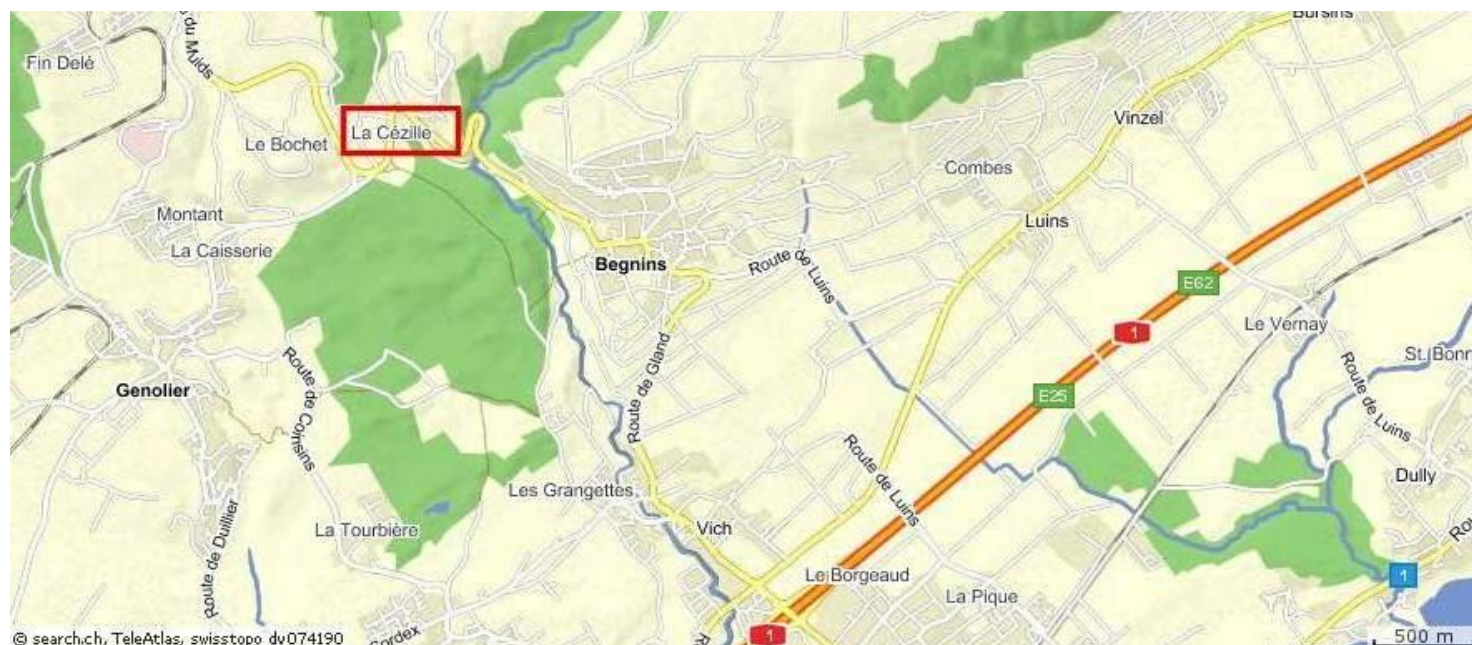 Bursins
du Muids
Fin Delé
Vinzel
La Cézille
Le Bochet
Combes
Montant
Luins
La Caisserie
Begnins
Route de Luins
E62
Le Vernay
1
St. Bonn
Route de Gland
Route de Coinsins
Genolier
E25
Route de Luins
Route de Luins
Dully
Les Grangettes
Vich
La Tourbière
Route de Duillier
Le Borgeaud
1
La Pique
1
© search.ch, TeleAtlas, swisstopo dv074190
500 m